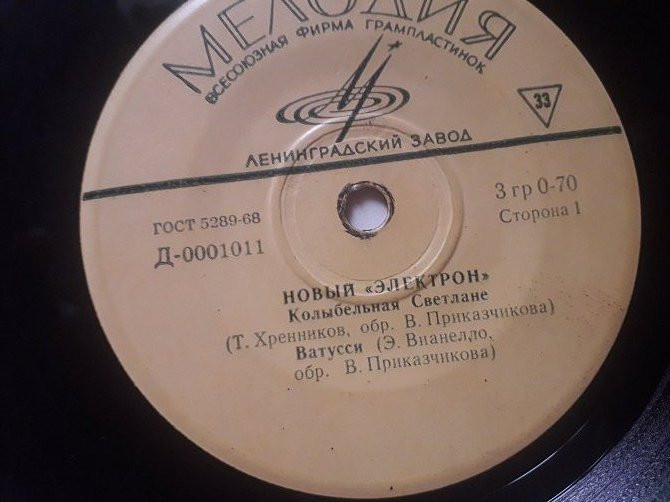 МЕЛОДИЯ
ВСЕСОЮЗНАЯ ФИРМА ГРАМПЛАСТИНОК
33
ЛЕНИНГРАДСКИЙ ЗАВОД
ГОСТ 5289-68
Д-0001011
3 гр 0-70
Сторона 1
НОВЫЙ «ЭЛЕКТРОН»
Колыбельная Светлане
(Т. Хренников, обр. В. Приказчикова)
Ватусси (Э. Вианелло,
обр. В. Приказчикова)